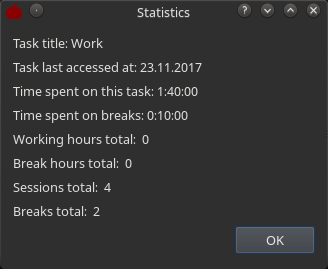 Statistics
Task title: Work
Task last accessed at: 23.11.2017
Time spent on this task: 1:40:00
Time spent on breaks: 0:10:00
Working hours total:  0
Break hours total:  0
Sessions total:  4
Breaks total:  2
OK